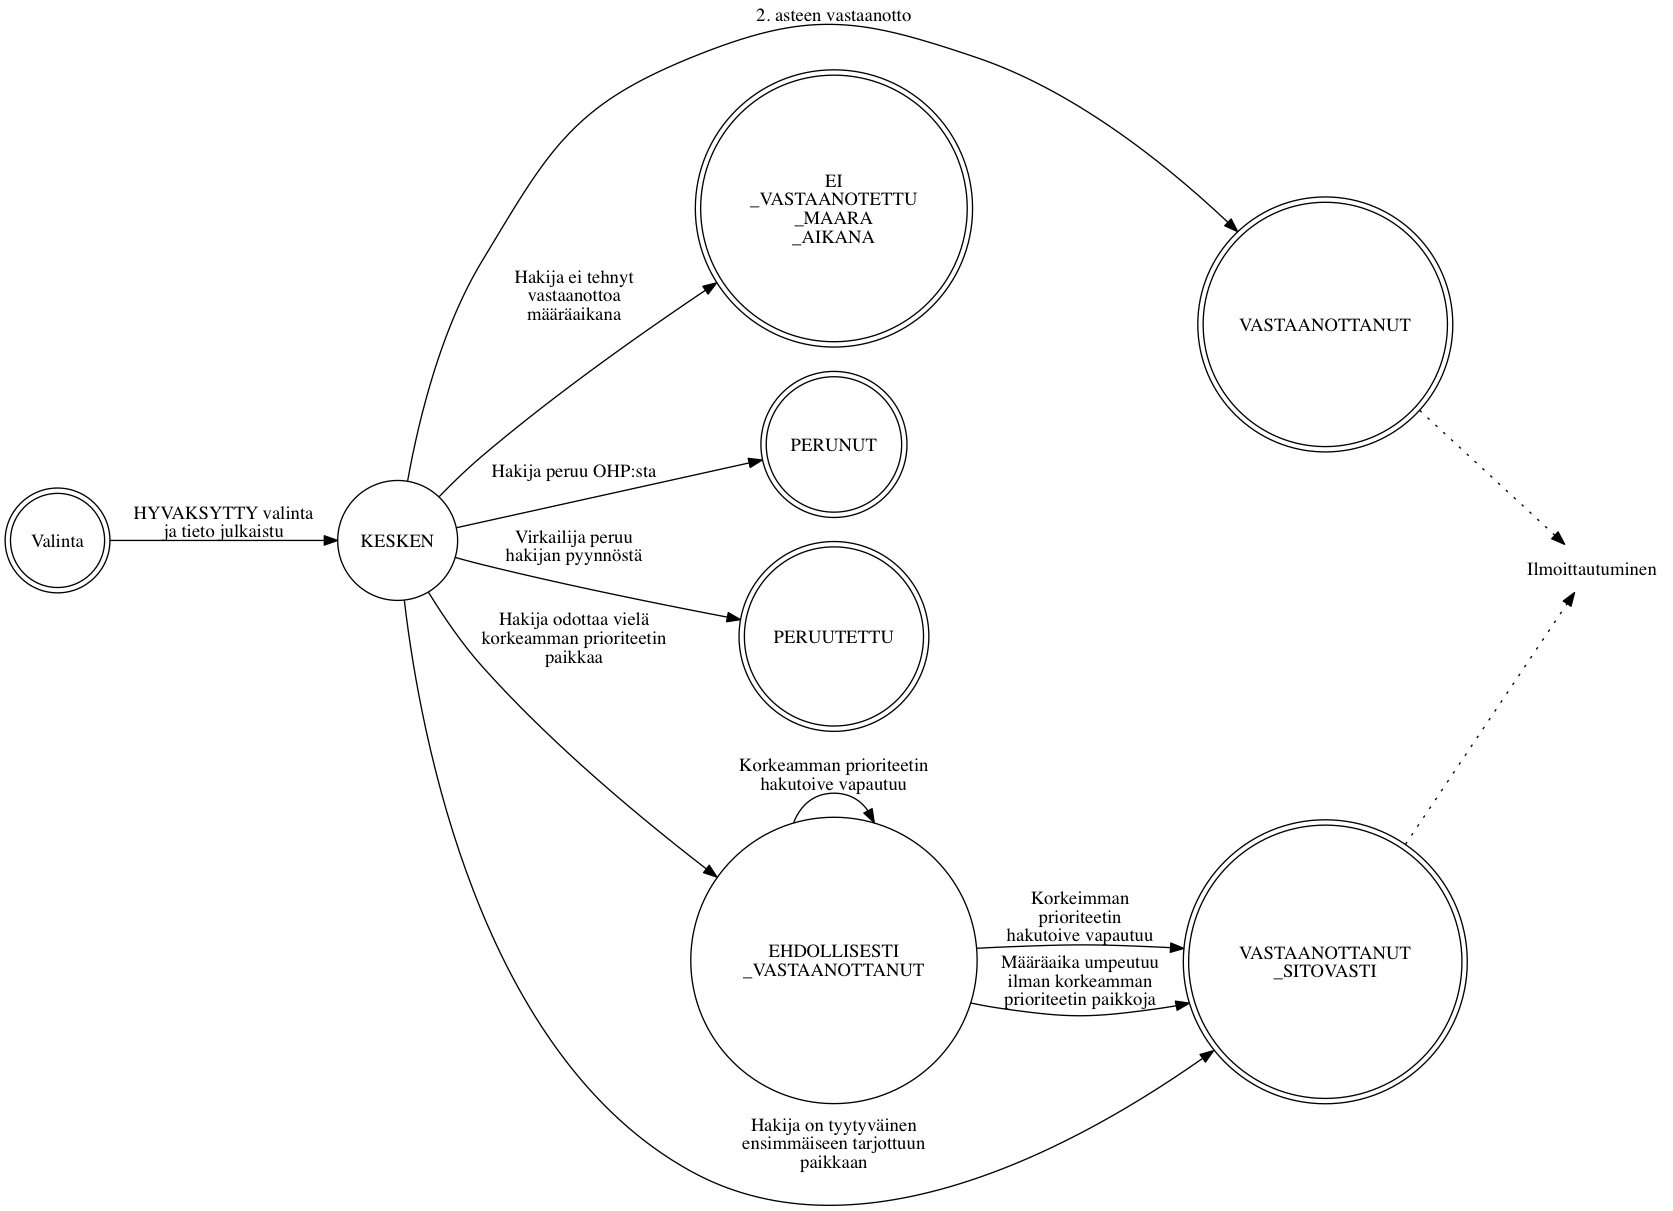 2. asteen vastaanotto
EI
_VASTAANOTETTU
_MAARA
_AIKANA
Hakija ei tehnyt
vastaanottoa
määräaikana
VASTAANOTTANUT
PERUNUT
Hakija peruu OHP:sta
HYVAKSYTTY valinta
ja tieto julkaistu
Valinta
KESKEN
Virkailija peruu
hakijan pyynnöstä
Ilmoittautuminen
Hakija odottaa vielä
korkeamman prioriteetin
paikkaa
PERUUTETTU
Korkeamman prioriteetin
hakutoive vapautuu
Korkeimman
prioriteetin
hakutoive vapautuu
EHDOLLISESTI
_VASTAANOTTANUT
Määräaika umpeutuu
ilman korkeamman
prioriteetin paikkoja
VASTAANOTTANUT
_SITOVASTI
Hakija on tyytyväinen
ensimmäiseen tarjottuun
paikkaan